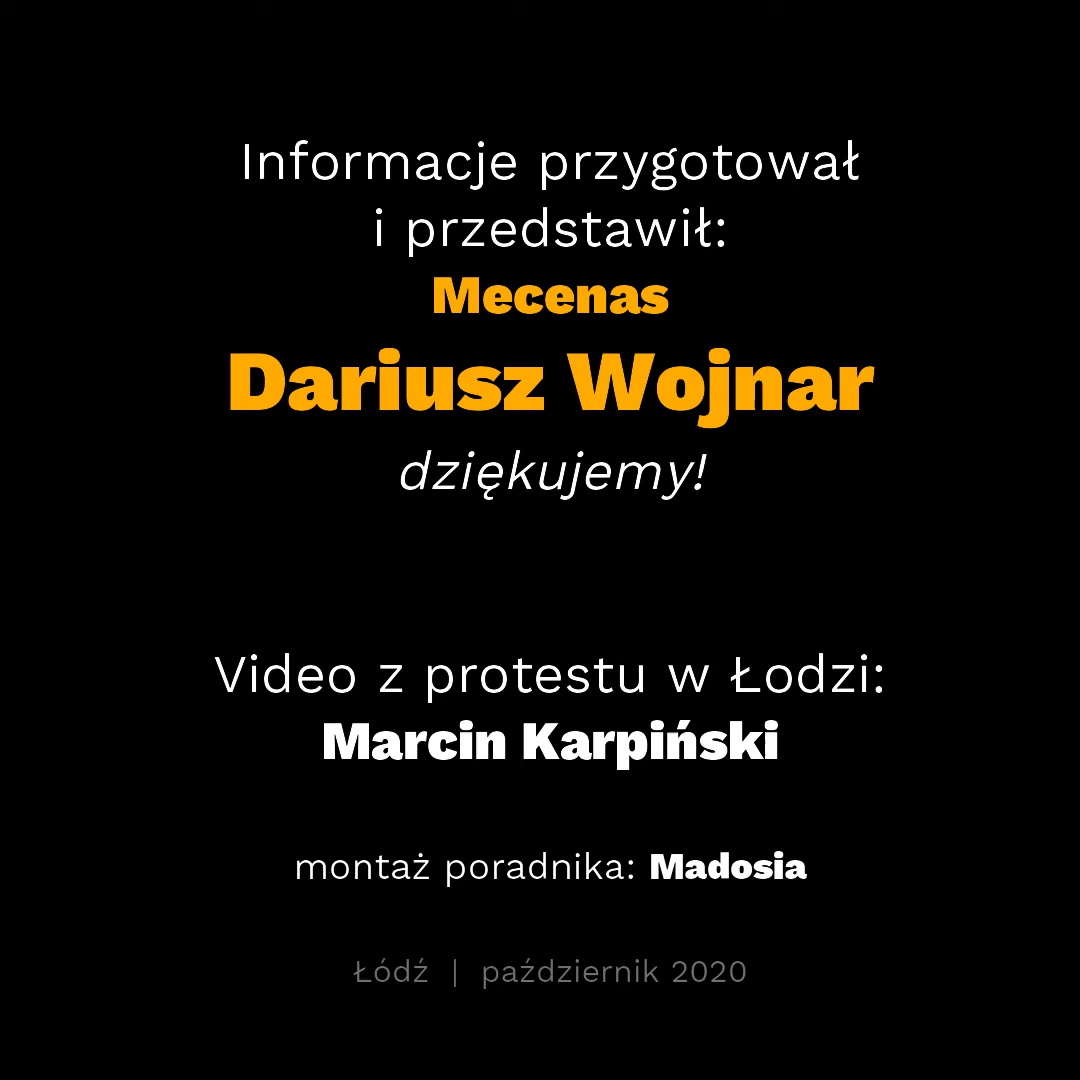 Informacje przygotował
i przedstawił:
Mecenas
Dariusz Wojnar
dziękujemy!
Video z protestu w Łodzi:
Marcin Karpiński
montaż poradnika: Madosia
Łódź | październik 2020